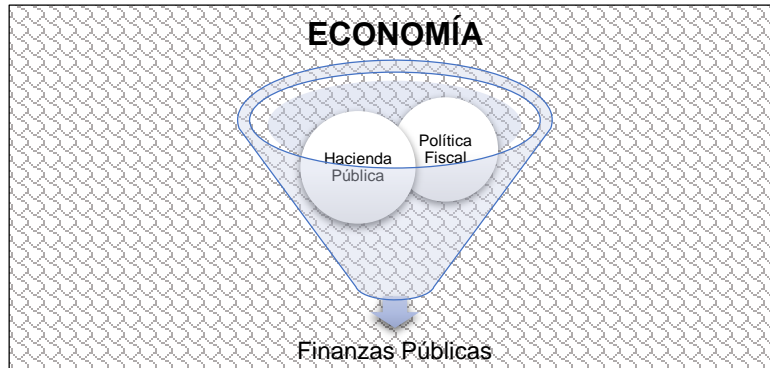 ECONOMÍA
Política
Fiscal
Hacienda
Pública
Finanzas Públicas